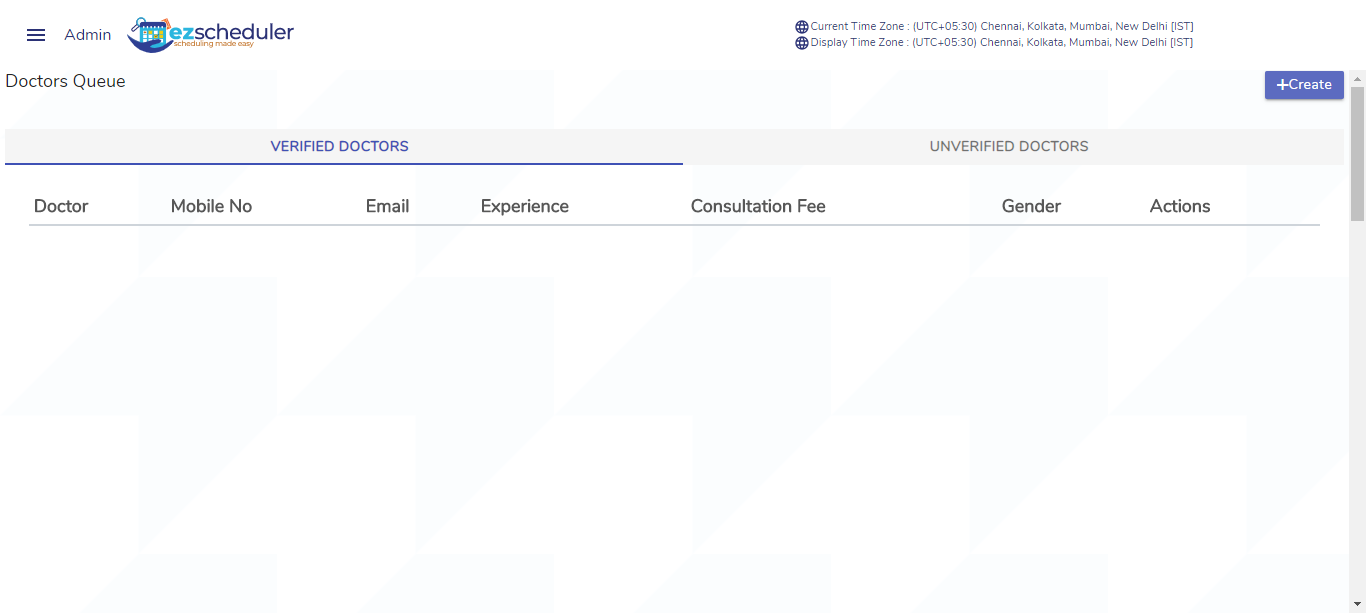 Admin
ezscheduler
scheduling made easy
Current Time Zone : (UTC+05:30) Chennai, Kolkata, Mumbai, New Delhi [IST]
Display Time Zone : (UTC+05:30) Chennai, Kolkata, Mumbai, New Delhi [IST]
Doctors Queue
+Create
VERIFIED DOCTORS
UNVERIFIED DOCTORS
Doctor Mobile No Email Experience Consultation Fee Gender Actions